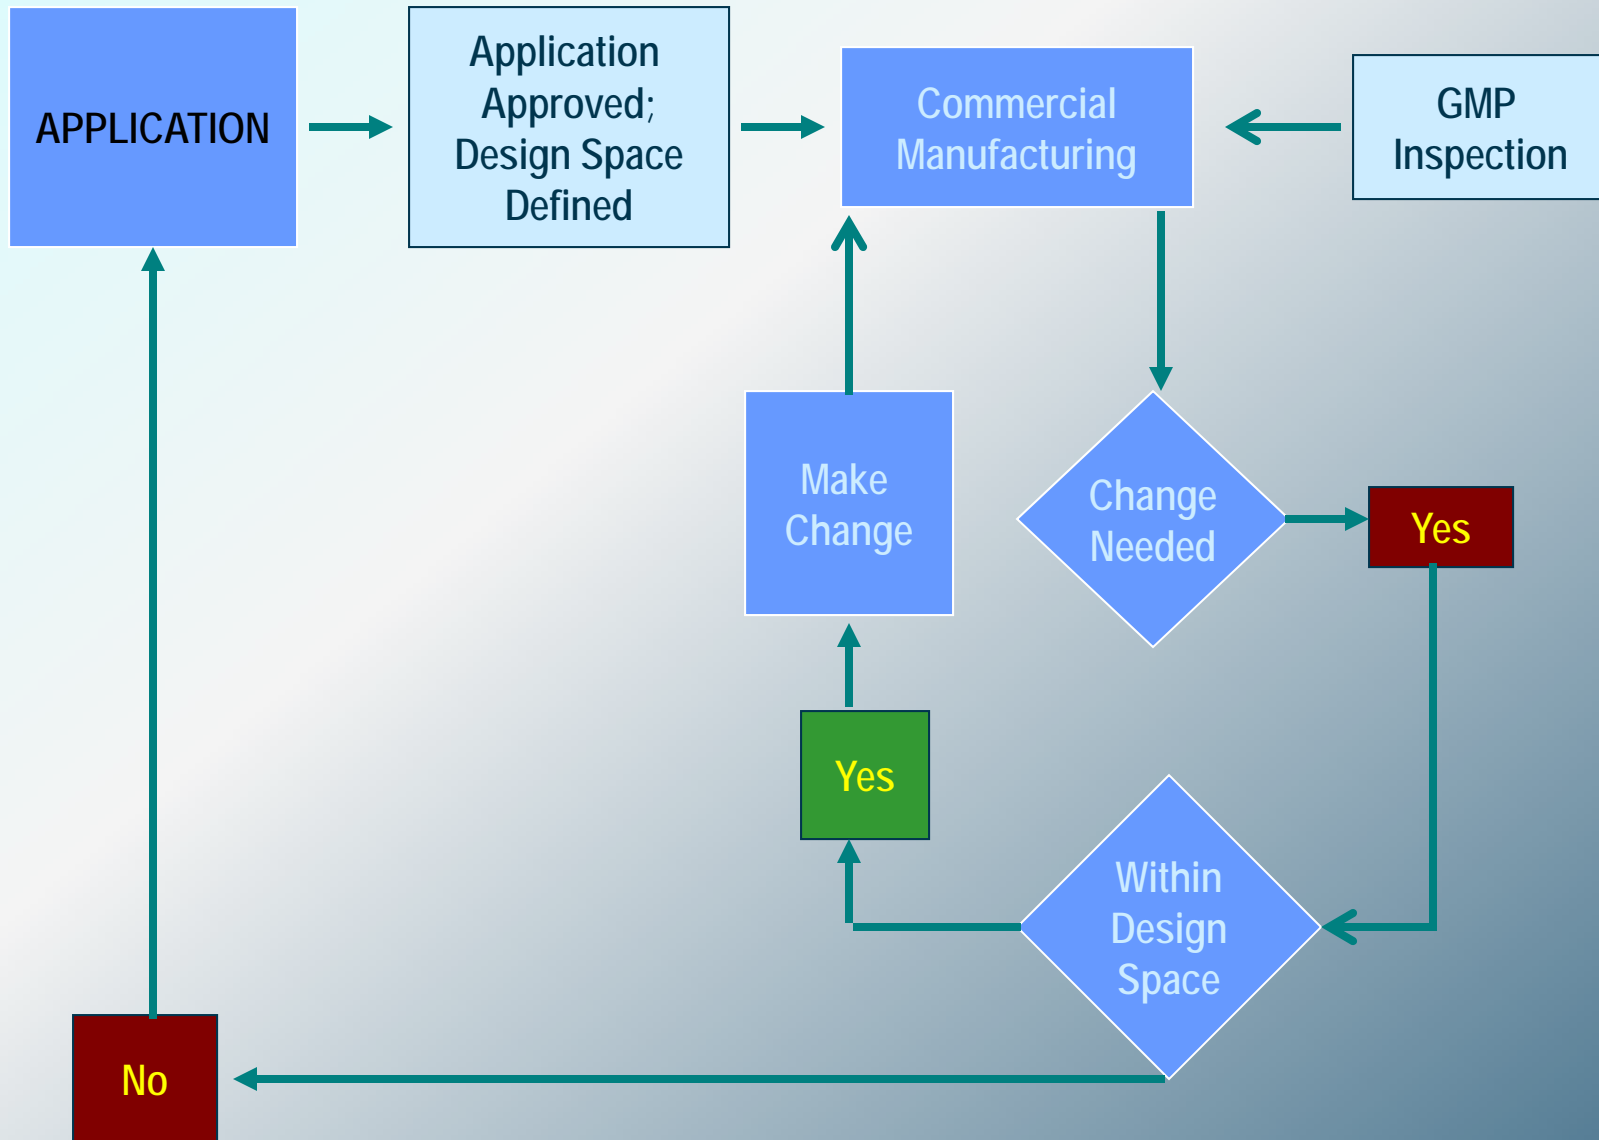 APPLICATION
Application
Approved;
Design Space
Defined
Commercial
Manufacturing
GMP
Inspection
Make
Change
Change
Needed
Yes
Yes
Within
Design
Space
No